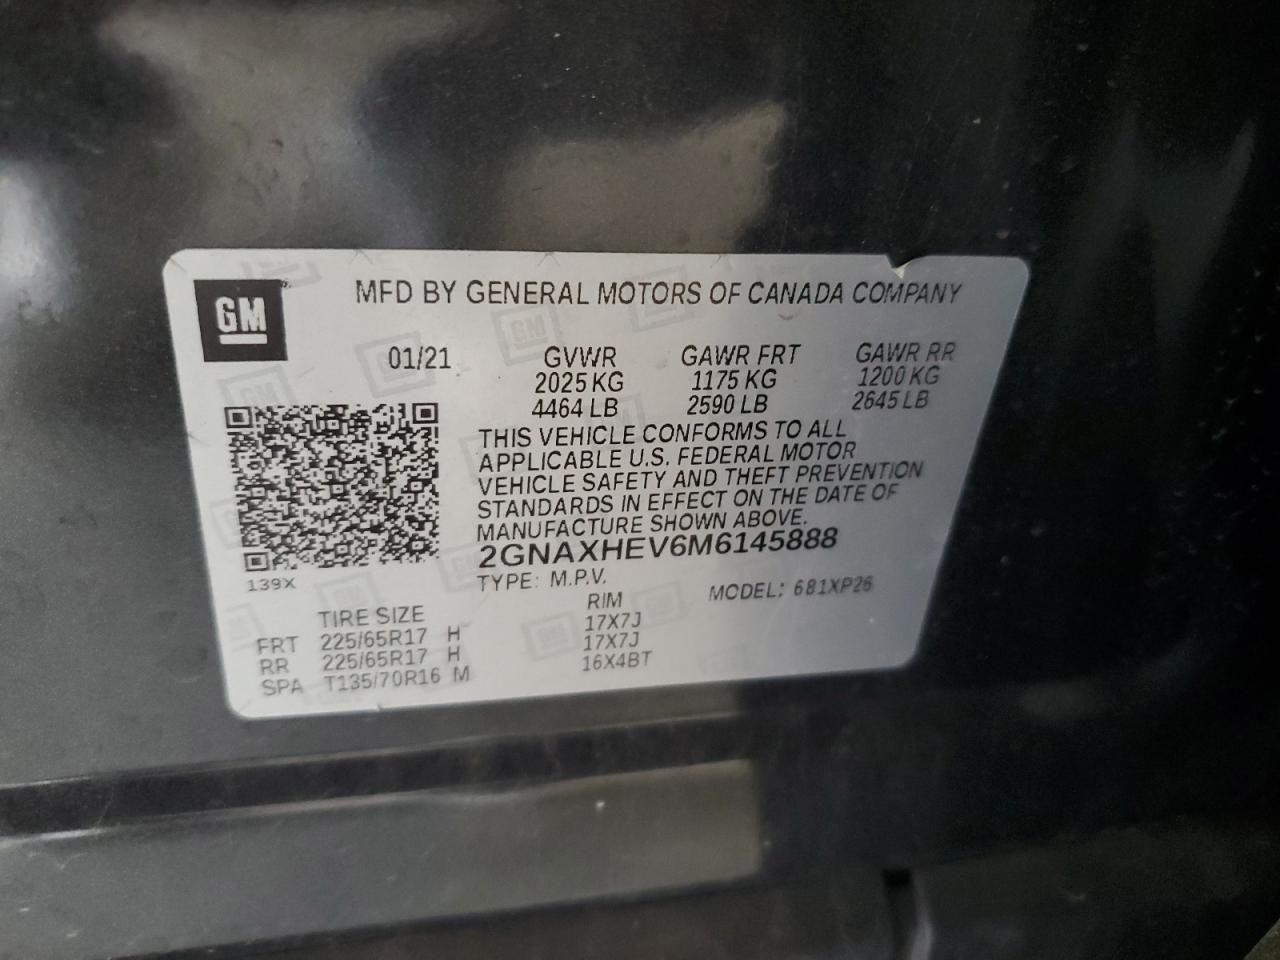 GM
MFD BY GENERAL MOTORS OF CANADA COMPANY
01/21 GVWR GAWR FRT GAWR RR
2025 KG 1175 KG 1200 KG
4464 LB 2590 LB 2645 LB
THIS VEHICLE CONFORMS TO ALL
APPLICABLE U.S. FEDERAL MOTOR
VEHICLE SAFETY AND THEFT PREVENTION
STANDARDS IN EFFECT ON THE DATE OF
MANUFACTURE SHOWN ABOVE.
2GNAXHEV6M6145888
139X
TYPE: M.P.V. MODEL: 681XP26
TIRE SIZE RIM
FRT 225/65R17 H 17X7J
RR 225/65R17 H 17X7J
SPA T135/70R16 M 16X4BT